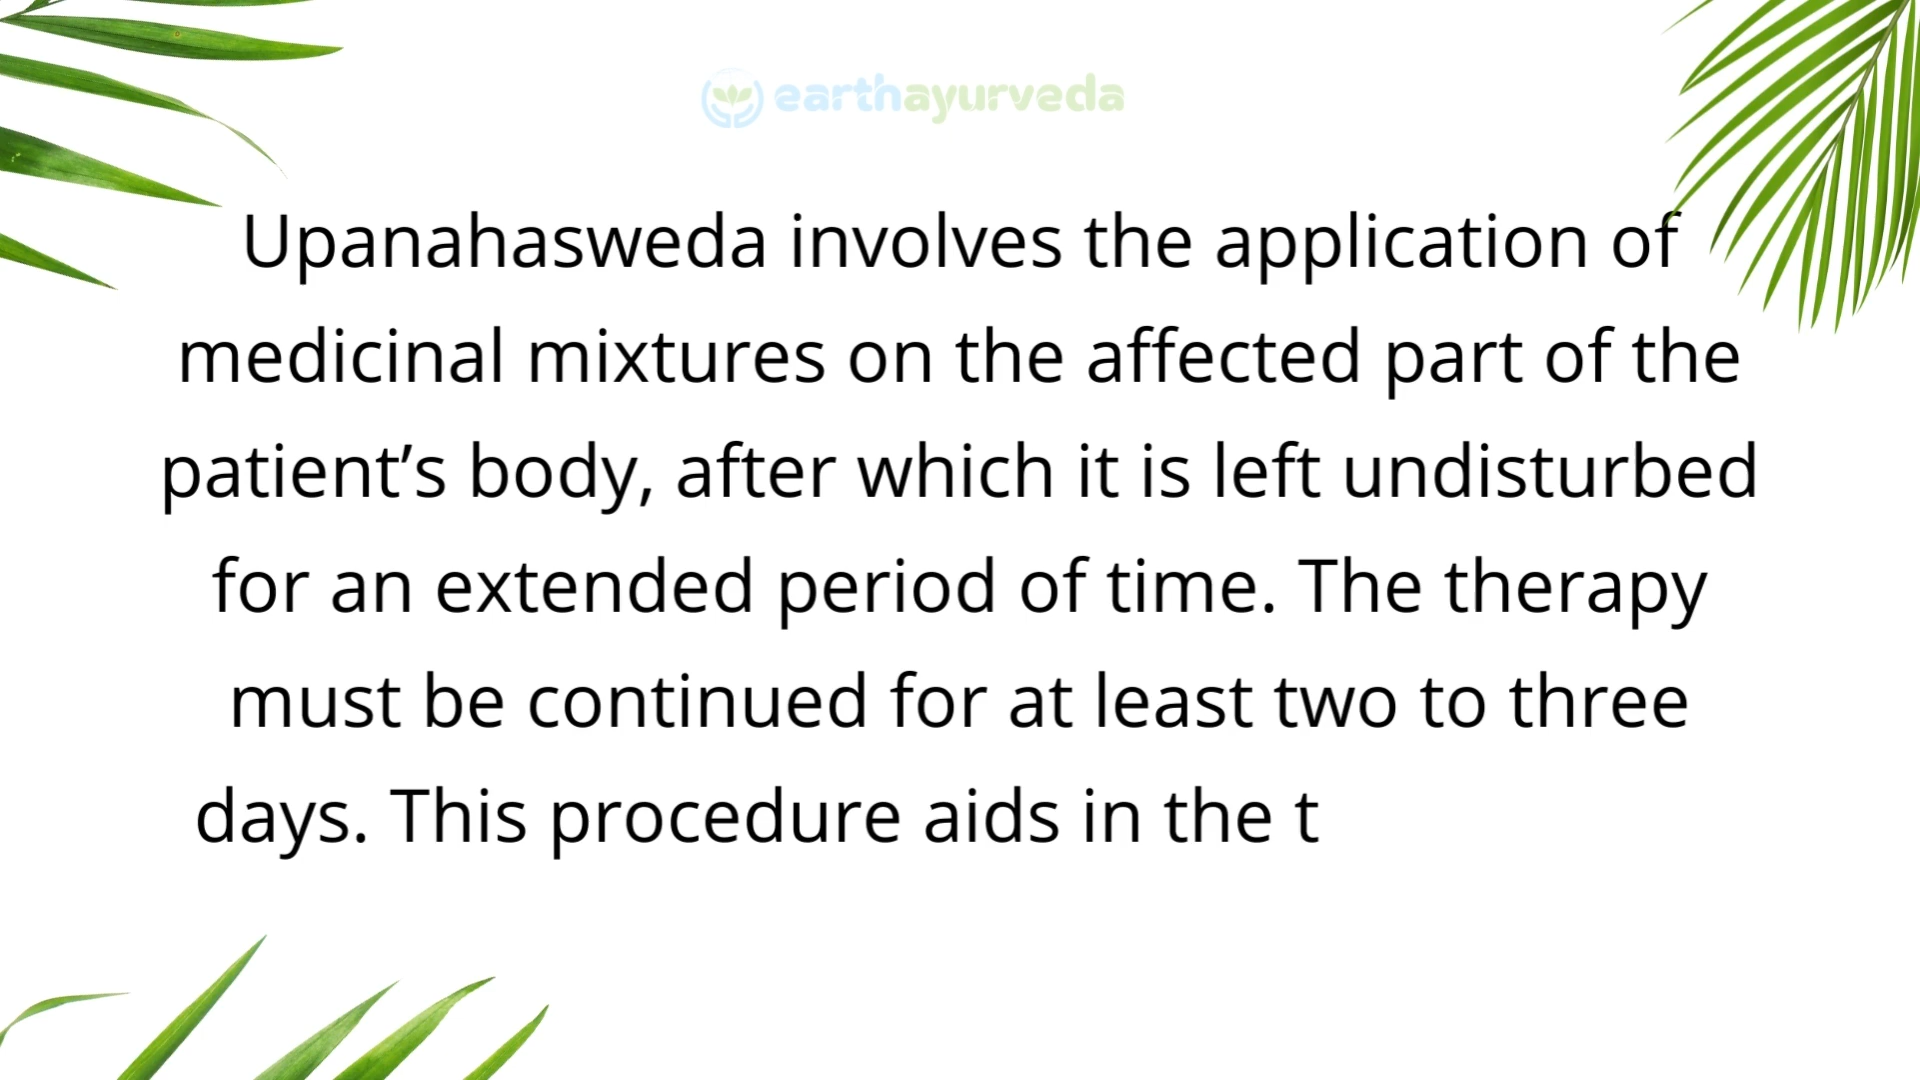 earthayurveda
Upanahasweda involves the application of
medicinal mixtures on the affected part of the
patient’s body, after which it is left undisturbed
for an extended period of time. The therapy
must be continued for at least two to three
days. This procedure aids in the t